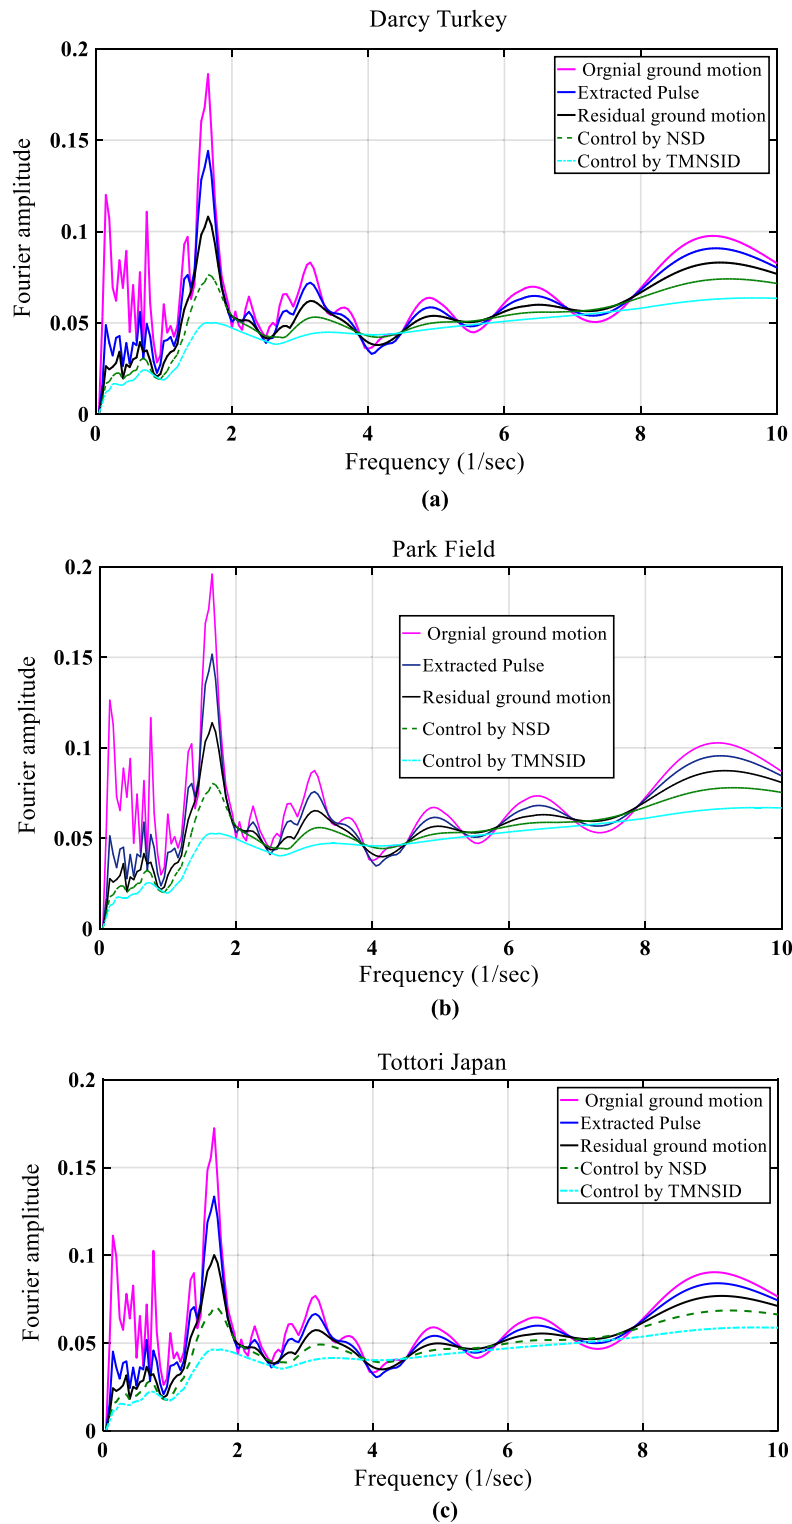 Darcy Turkey
0.2
0.15
0.1
0.05
0
Fourier amplitude
Orgnial ground motion
Extracted Pulse
Residual ground motion
Control by NSD
Control by TMNSID
0 2 4 6 8 10
Frequency (1/sec)
(a)
Park Field
0.2
0.15
0.1
0.05
0
Fourier amplitude
Orgnial ground motion
Extracted Pulse
Residual ground motion
Control by NSD
Control by TMNSID
0 2 4 6 8 10
Frequency (1/sec)
(b)
Tottori Japan
0.2
0.15
0.1
0.05
0
Fourier amplitude
Orgnial ground motion
Extracted Pulse
Residual ground motion
Control by NSD
Control by TMNSID
0 2 4 6 8 10
Frequency (1/sec)
(c)